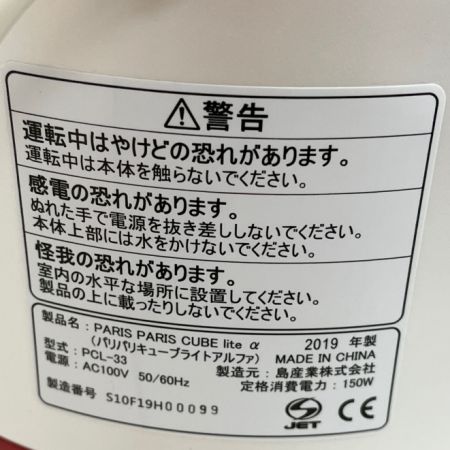 警告
運転中はやけどの恐れがあります。
運転中は本体を触らないでください。
感電の恐れがあります。
ぬれた手で電源を抜き差ししないでください。
本体上部には水をかけないでください。
怪我の恐れがあります。
室内の水平な場所に設置してください。
製品の上に載ったりしないでください。
製品名：PARIS PARIS CUBE lite α 2019 年製
（パリパリキューブライトアルファ） MADE IN CHINA
型式：PCL-33 製造元：島産業株式会社
電源：AC100V 50/60Hz 定格消費電力：150W
製造番号 S10F19H00099
JET CE